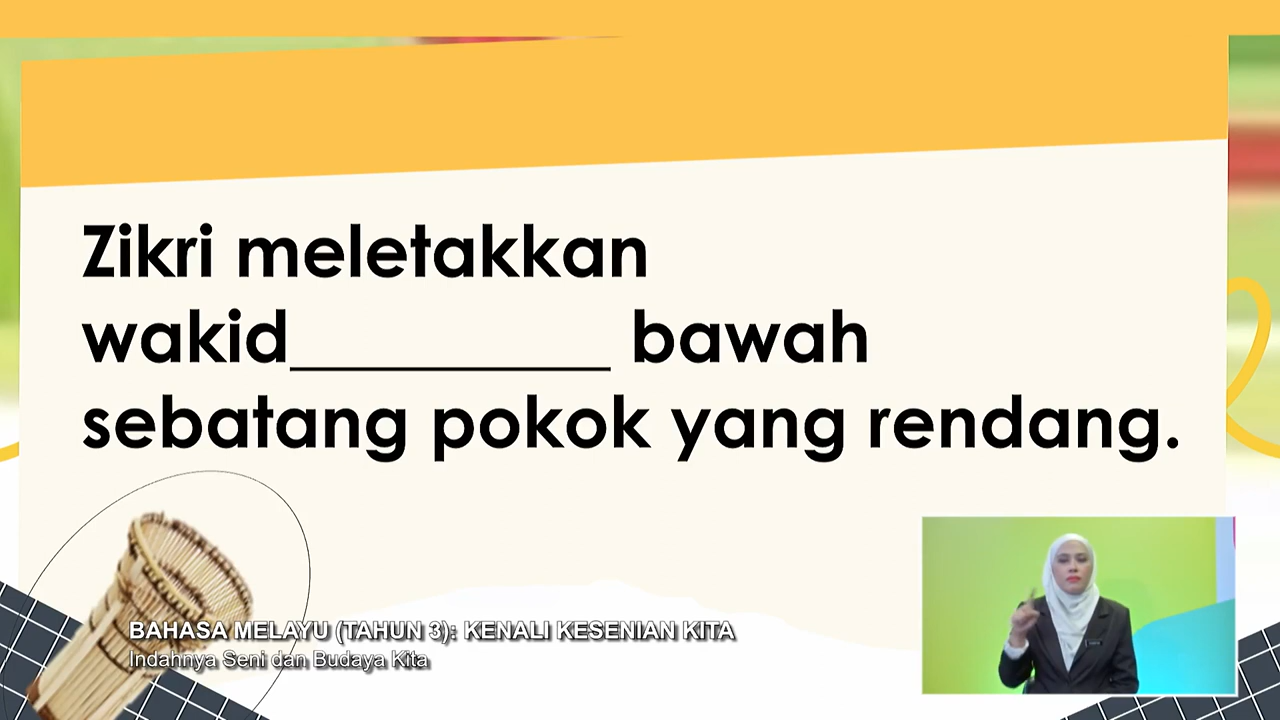 Zikri meletakkan
wakid__________ bawah
sebatang pokok yang rendang.
BAHASA MELAYU (TAHUN 3): KENALI KESENIAN KITA
Indahnya Seni dan Budaya Kita